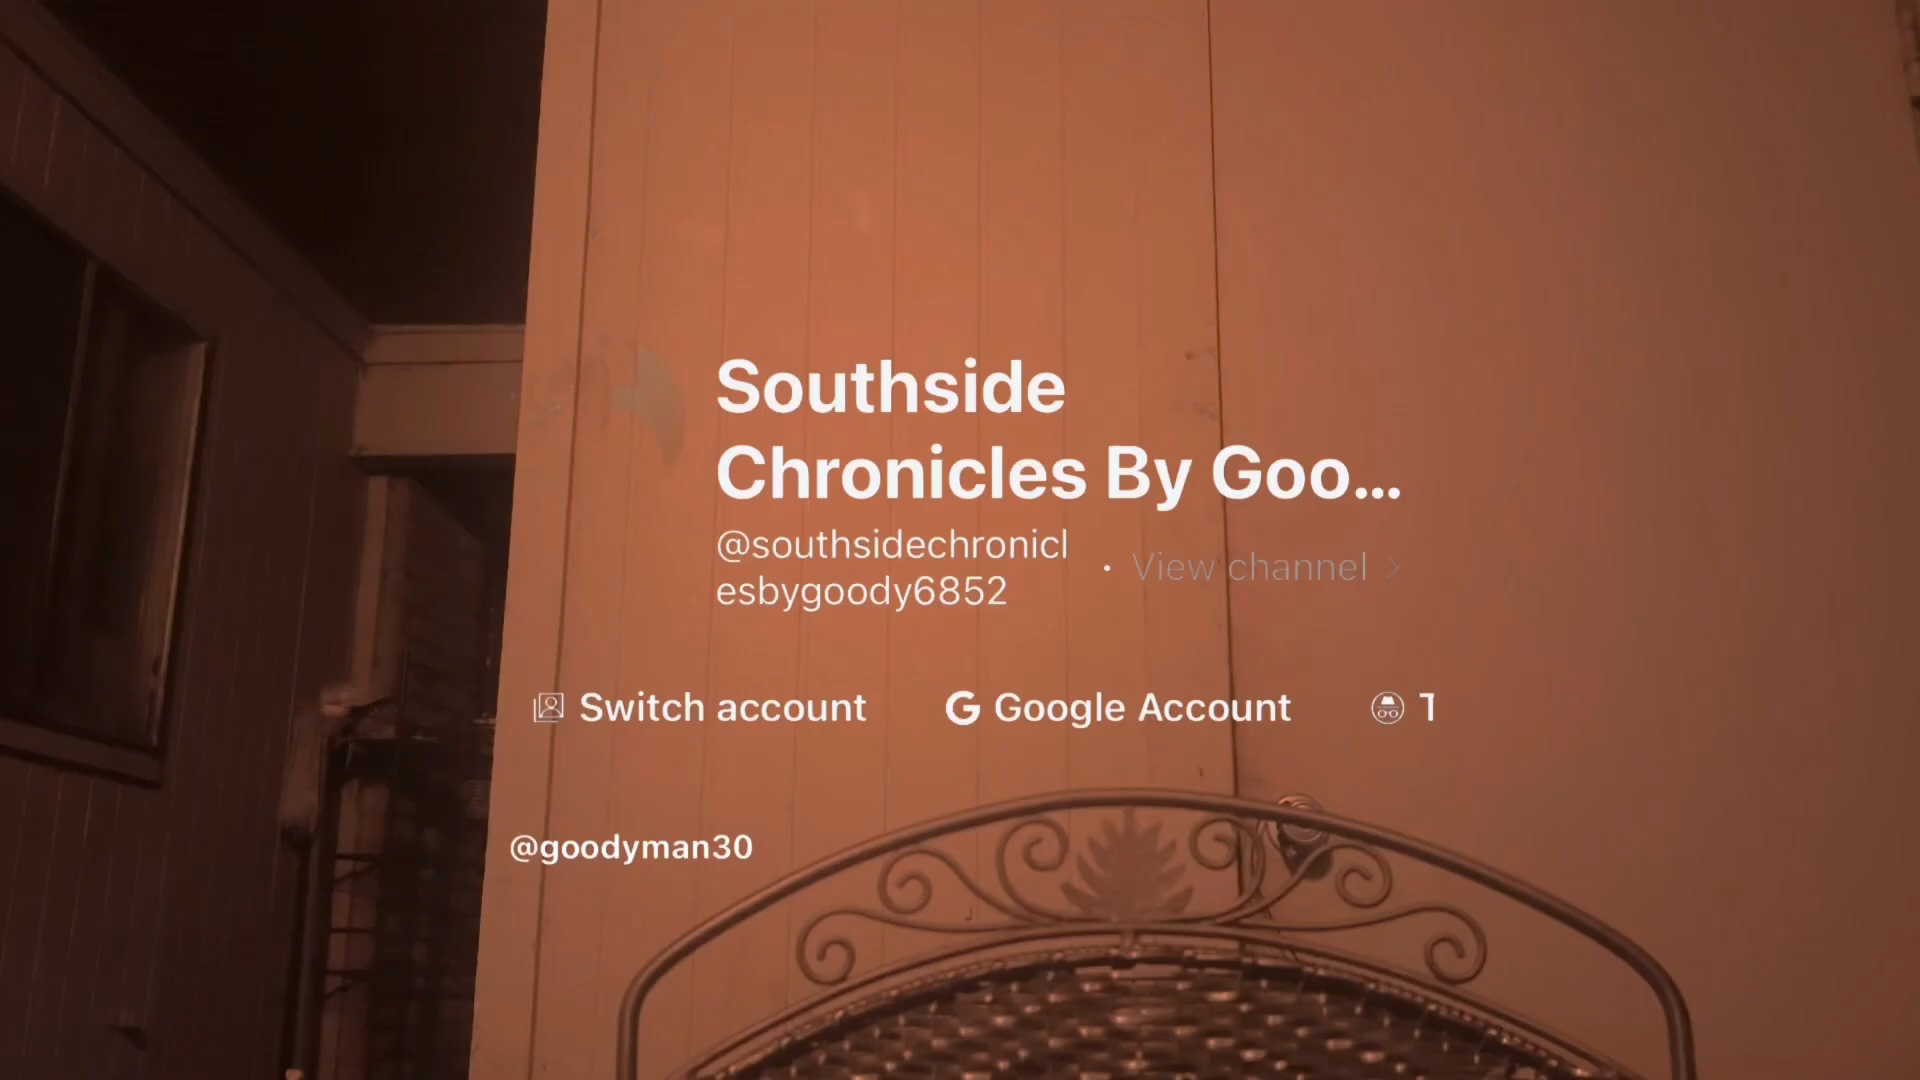 Southside
Chronicles By Goo...
@southsidechronicl
esbygoody6852
· View channel >
Switch account
G Google Account
1
@goodyman30